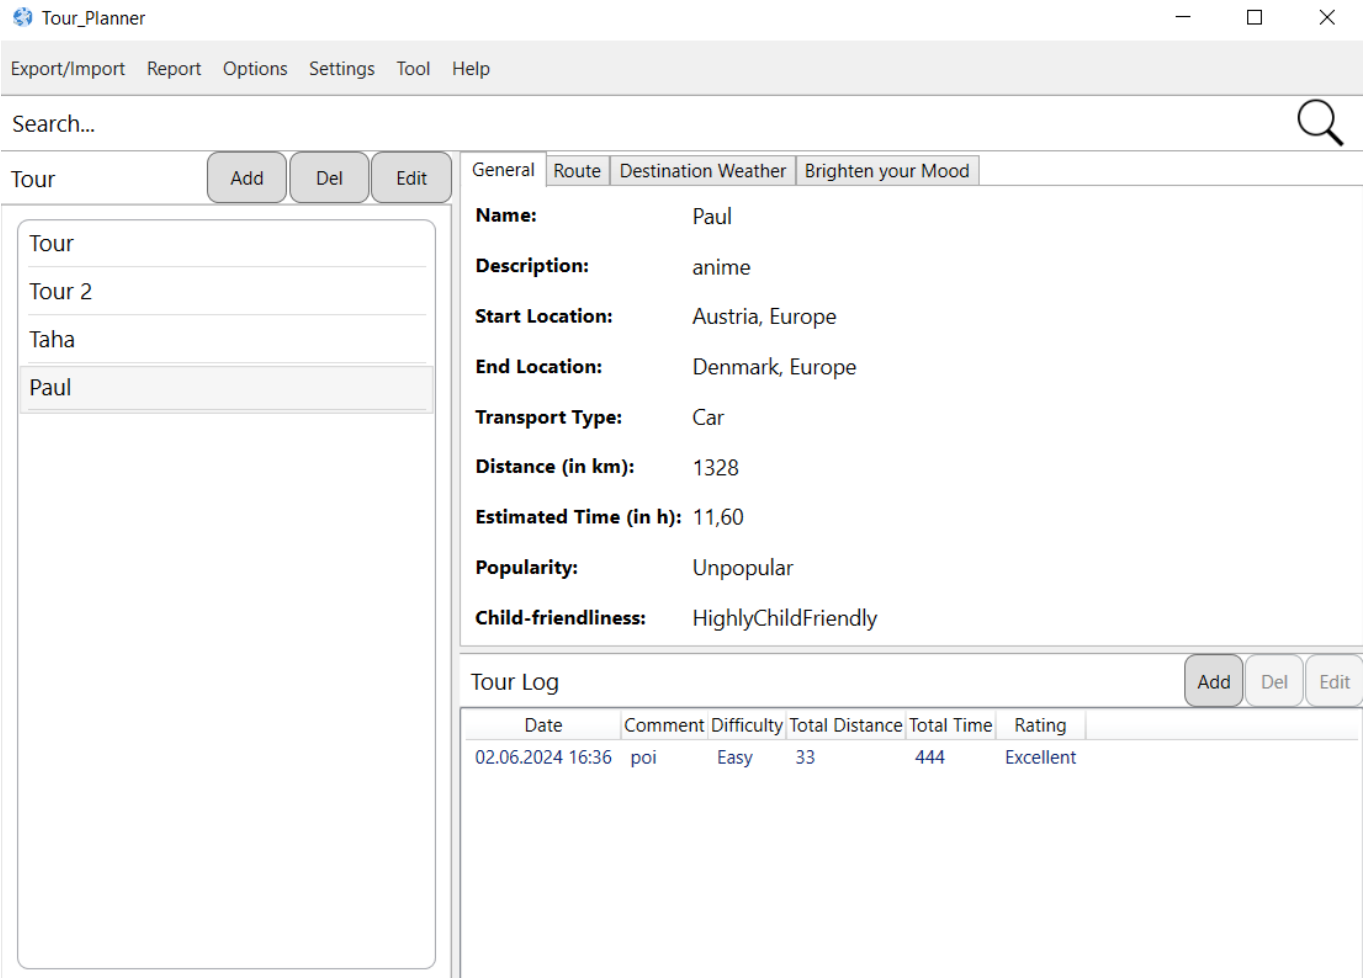 Tour_Planner
Export/Import Report Options Settings Tool Help
Search...
Tour Add Del Edit
Tour
Tour 2
Taha
Paul
General Route Destination Weather Brighten your Mood
Name: Paul
Description: anime
Start Location: Austria, Europe
End Location: Denmark, Europe
Transport Type: Car
Distance (in km): 1328
Estimated Time (in h): 11,60
Popularity: Unpopular
Child-friendliness: HighlyChildFriendly
Tour Log Add Del Edit
Date Comment Difficulty Total Distance Total Time Rating
02.06.2024 16:36 poi Easy 33 444 Excellent